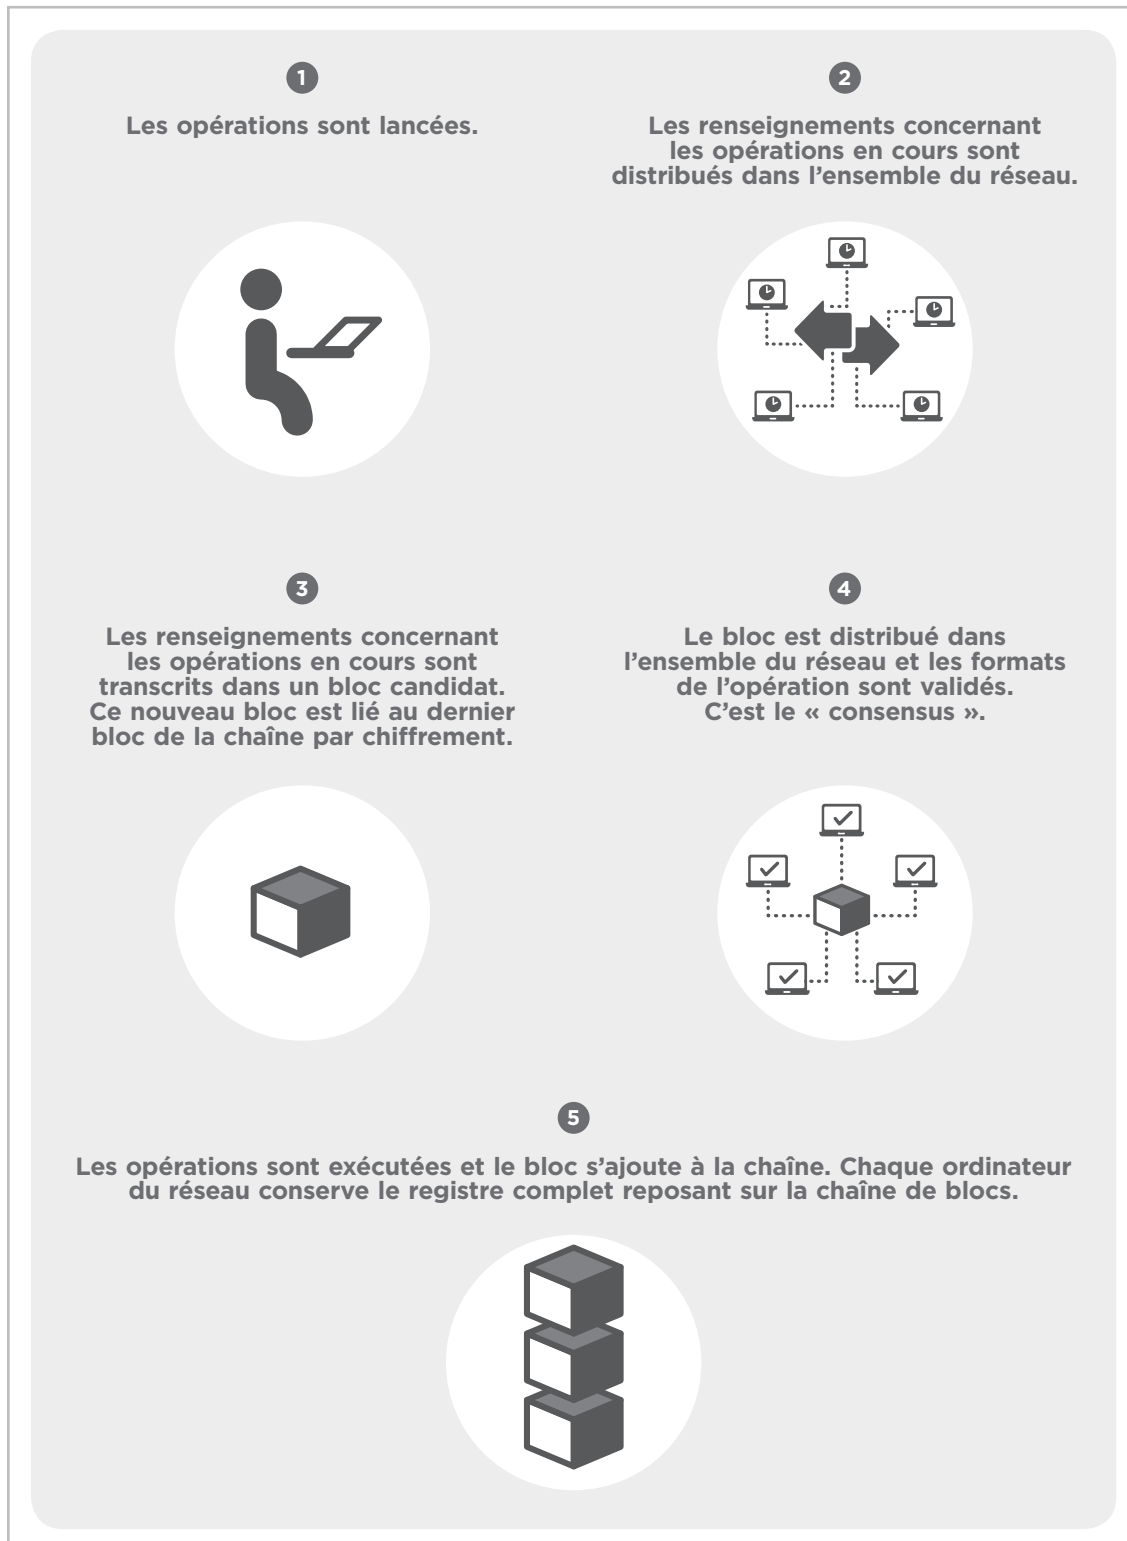 1
Les opérations sont lancées.
2
Les renseignements concernant
les opérations en cours sont
distribués dans l’ensemble du réseau.
3
Les renseignements concernant
les opérations en cours sont
transcrits dans un bloc candidat.
Ce nouveau bloc est lié au dernier
bloc de la chaîne par chiffrement.
4
Le bloc est distribué dans
l’ensemble du réseau et les formats
de l’opération sont validés.
C’est le « consensus ».
5
Les opérations sont exécutées et le bloc s’ajoute à la chaîne. Chaque ordinateur
du réseau conserve le registre complet reposant sur la chaîne de blocs.